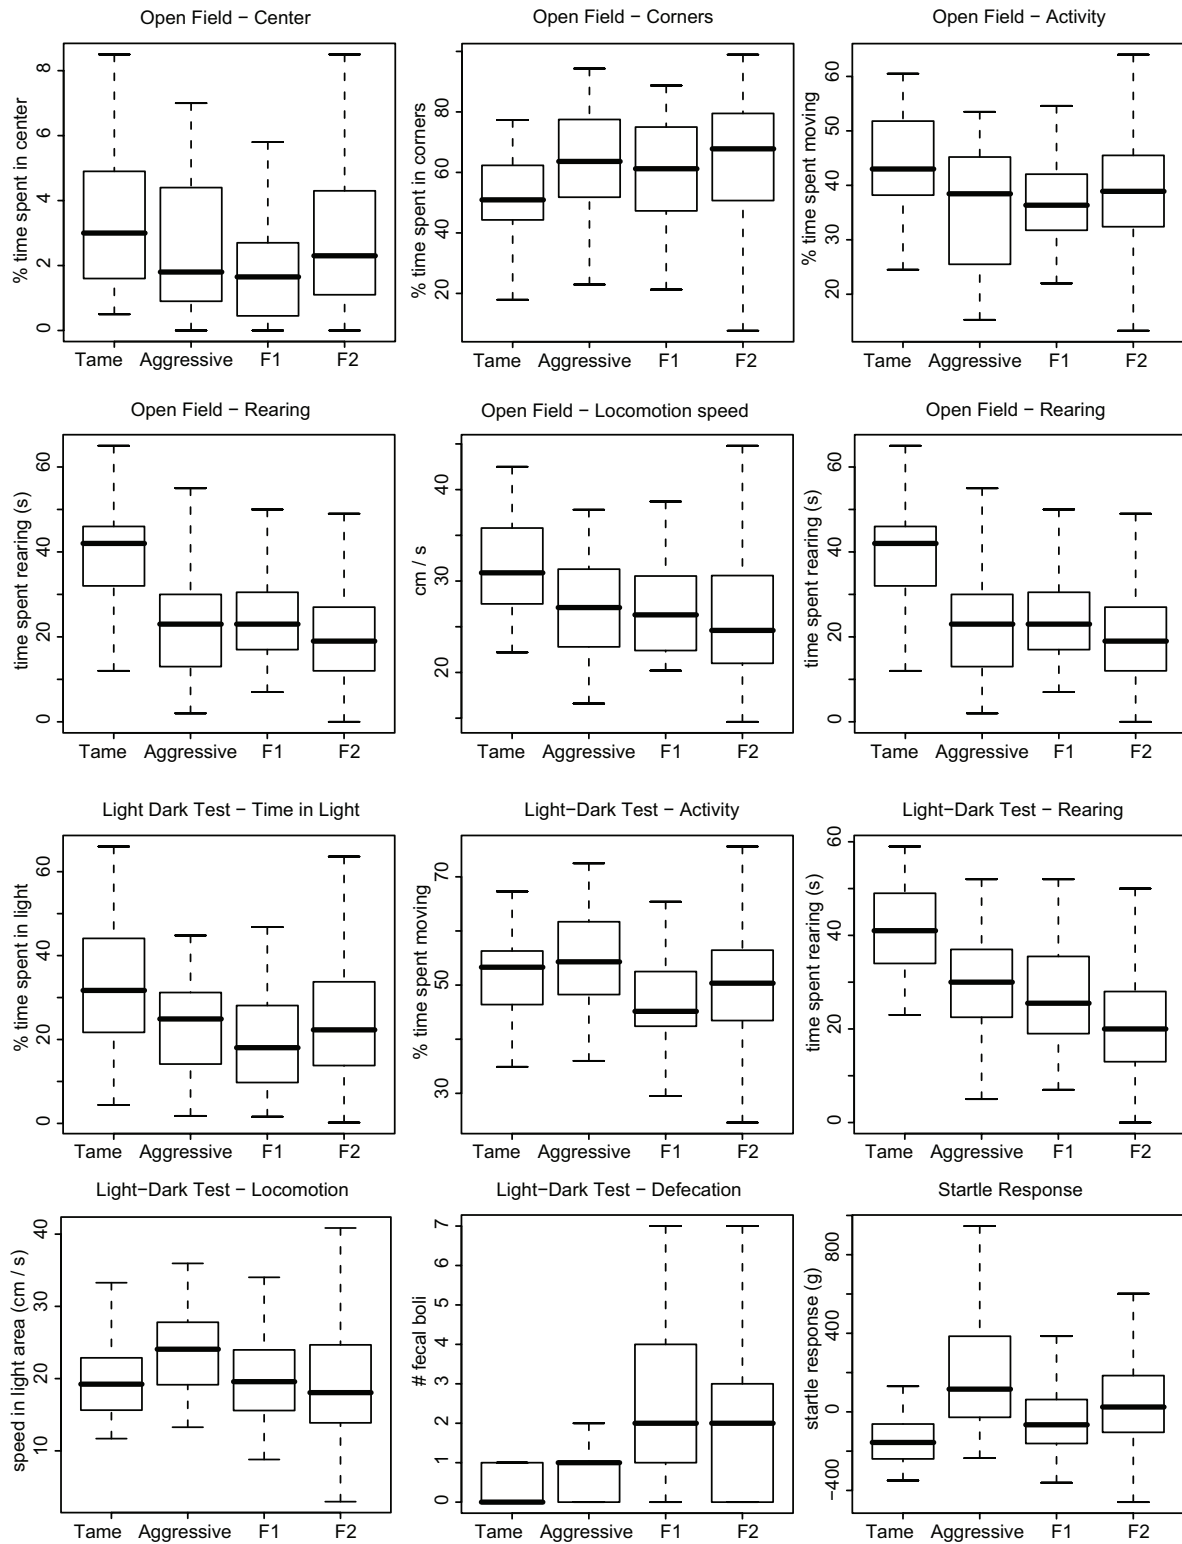 Open Field − Center
Open Field − Corners
Open Field − Activity
% time spent in center
0 2 4 6 8
Tame Aggressive F1 F2
% time spent in corners
20 40 60 80
Tame Aggressive F1 F2
% time spent moving
20 30 40 50 60
Tame Aggressive F1 F2
Open Field − Rearing
Open Field − Locomotion speed
Open Field − Rearing
time spent rearing (s)
0 20 40 60
Tame Aggressive F1 F2
cm / s
20 30 40
Tame Aggressive F1 F2
time spent rearing (s)
0 20 40 60
Tame Aggressive F1 F2
Light Dark Test − Time in Light
Light−Dark Test − Activity
Light−Dark Test − Rearing
% time spent in light
0 20 40 60
Tame Aggressive F1 F2
% time spent moving
30 50 70
Tame Aggressive F1 F2
time spent rearing (s)
0 20 40 60
Tame Aggressive F1 F2
Light−Dark Test − Locomotion
Light−Dark Test − Defecation
Startle Response
speed in light area (cm / s)
10 20 30 40
Tame Aggressive F1 F2
# fecal boli
0 1 2 3 4 5 6 7
Tame Aggressive F1 F2
startle response (g)
−400 0 400 800
Tame Aggressive F1 F2